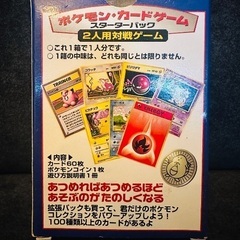 ポケモン・カードゲーム
スターターパック
2人用対戦ゲーム
○これ1箱で1人分です。
○1箱の中味は、どれも同じとは限りません。
TRAINER
〈内容〉
カード60枚
ポケモンコイン1枚
遊び方説明書1冊
あつめればあつめるほど
あそぶのがたのしくなる
拡張パックも買って、君だけのポケモン
コレクションをパワーアップしよう！
100種類以上のカードがあるよ